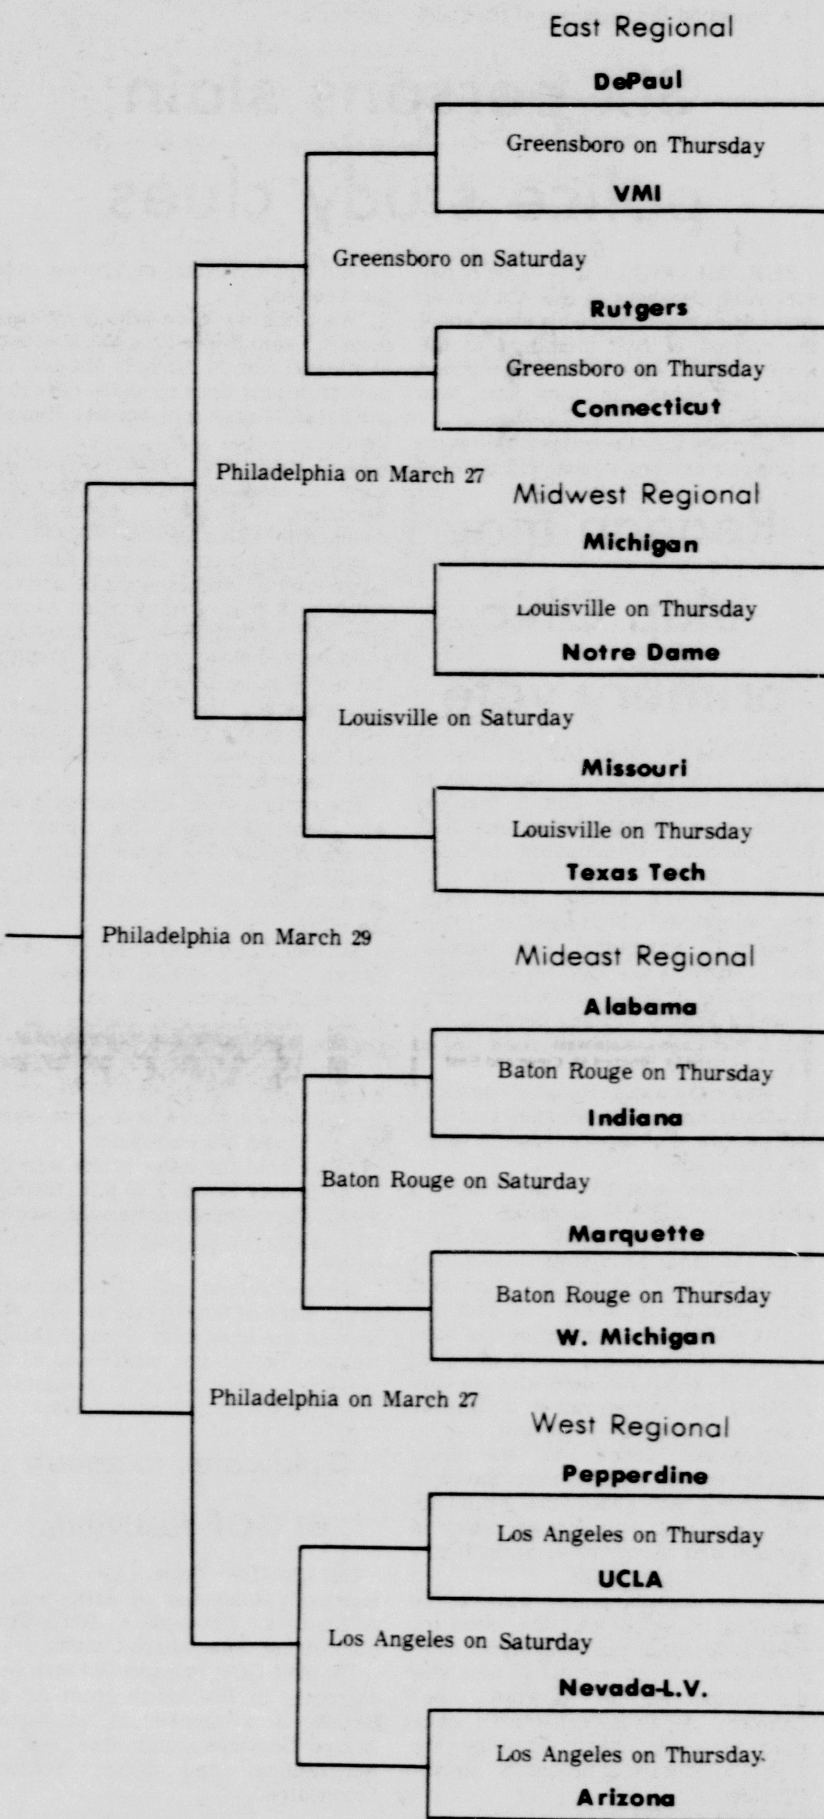 East Regional
DePaul
Greensboro on Thursday
VMI
Greensboro on Saturday
Rutgers
Greensboro on Thursday
Connecticut
Philadelphia on March 27
Midwest Regional
Michigan
Louisville on Thursday
Notre Dame
Louisville on Saturday
Missouri
Louisville on Thursday
Texas Tech
Philadelphia on March 29
Mideast Regional
Alabama
Baton Rouge on Thursday
Indiana
Baton Rouge on Saturday
Marquette
Baton Rouge on Thursday
W. Michigan
Philadelphia on March 27
West Regional
Pepperdine
Los Angeles on Thursday
UCLA
Los Angeles on Saturday
Nevada-L.V.
Los Angeles on Thursday.
Arizona